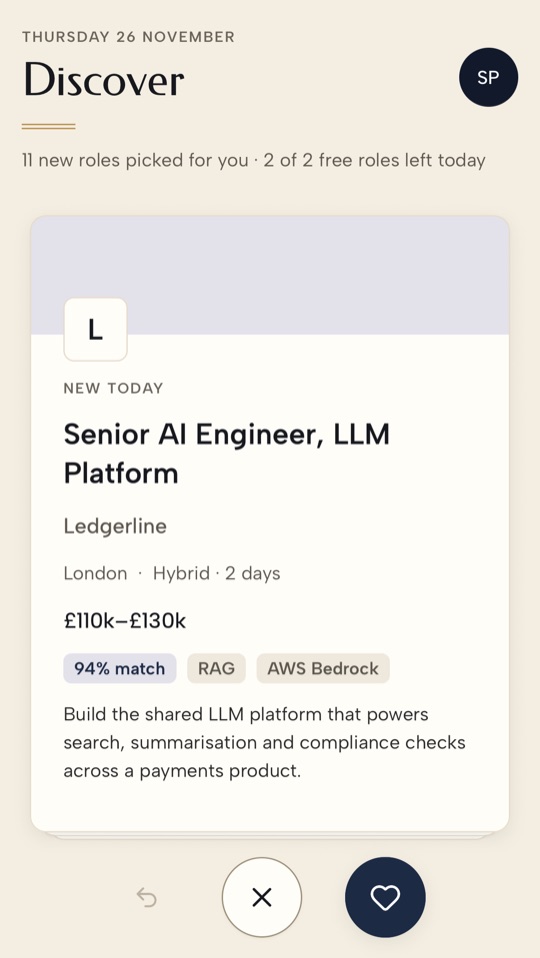 THURSDAY 26 NOVEMBER
Discover
SP
11 new roles picked for you · 2 of 2 free roles left today
L
NEW TODAY
Senior AI Engineer, LLM
Platform
Ledgerline
London · Hybrid · 2 days
£110k–£130k
94% match RAG AWS Bedrock
Build the shared LLM platform that powers
search, summarisation and compliance checks
across a payments product.